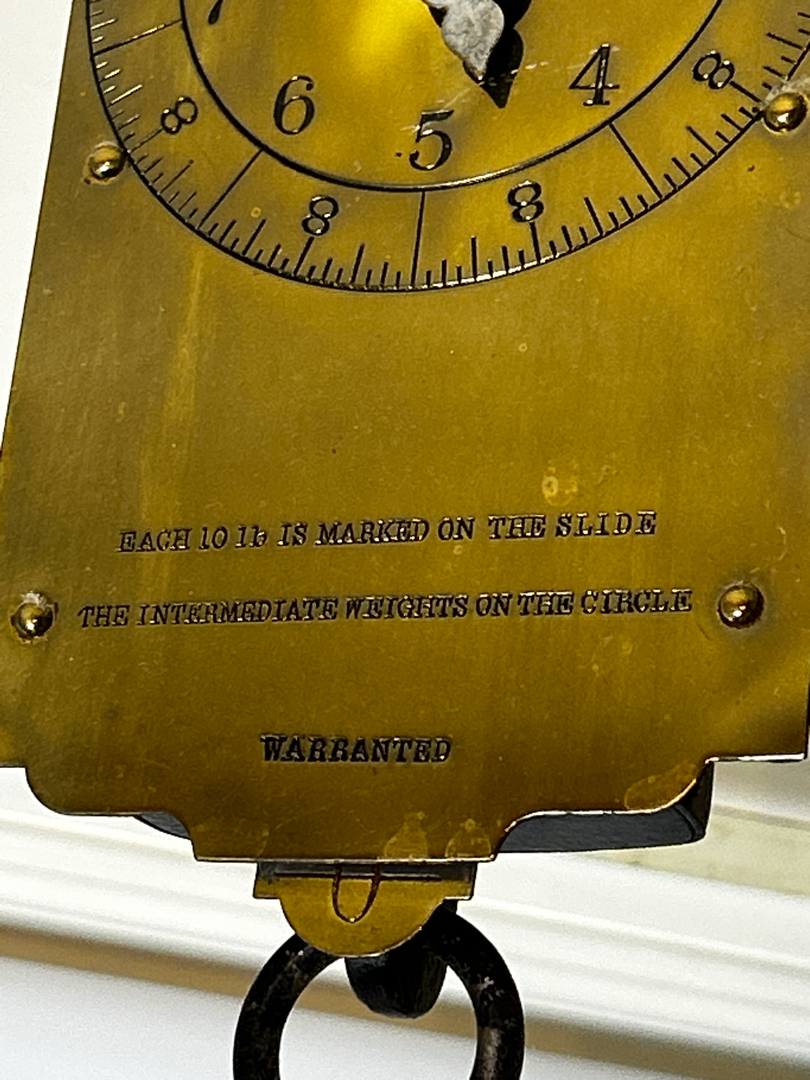 6 5 4
8 8 8 8
EACH 10 lb IS MARKED ON THE SLIDE
THE INTERMEDIATE WEIGHTS ON THE CIRCLE
WARRANTED